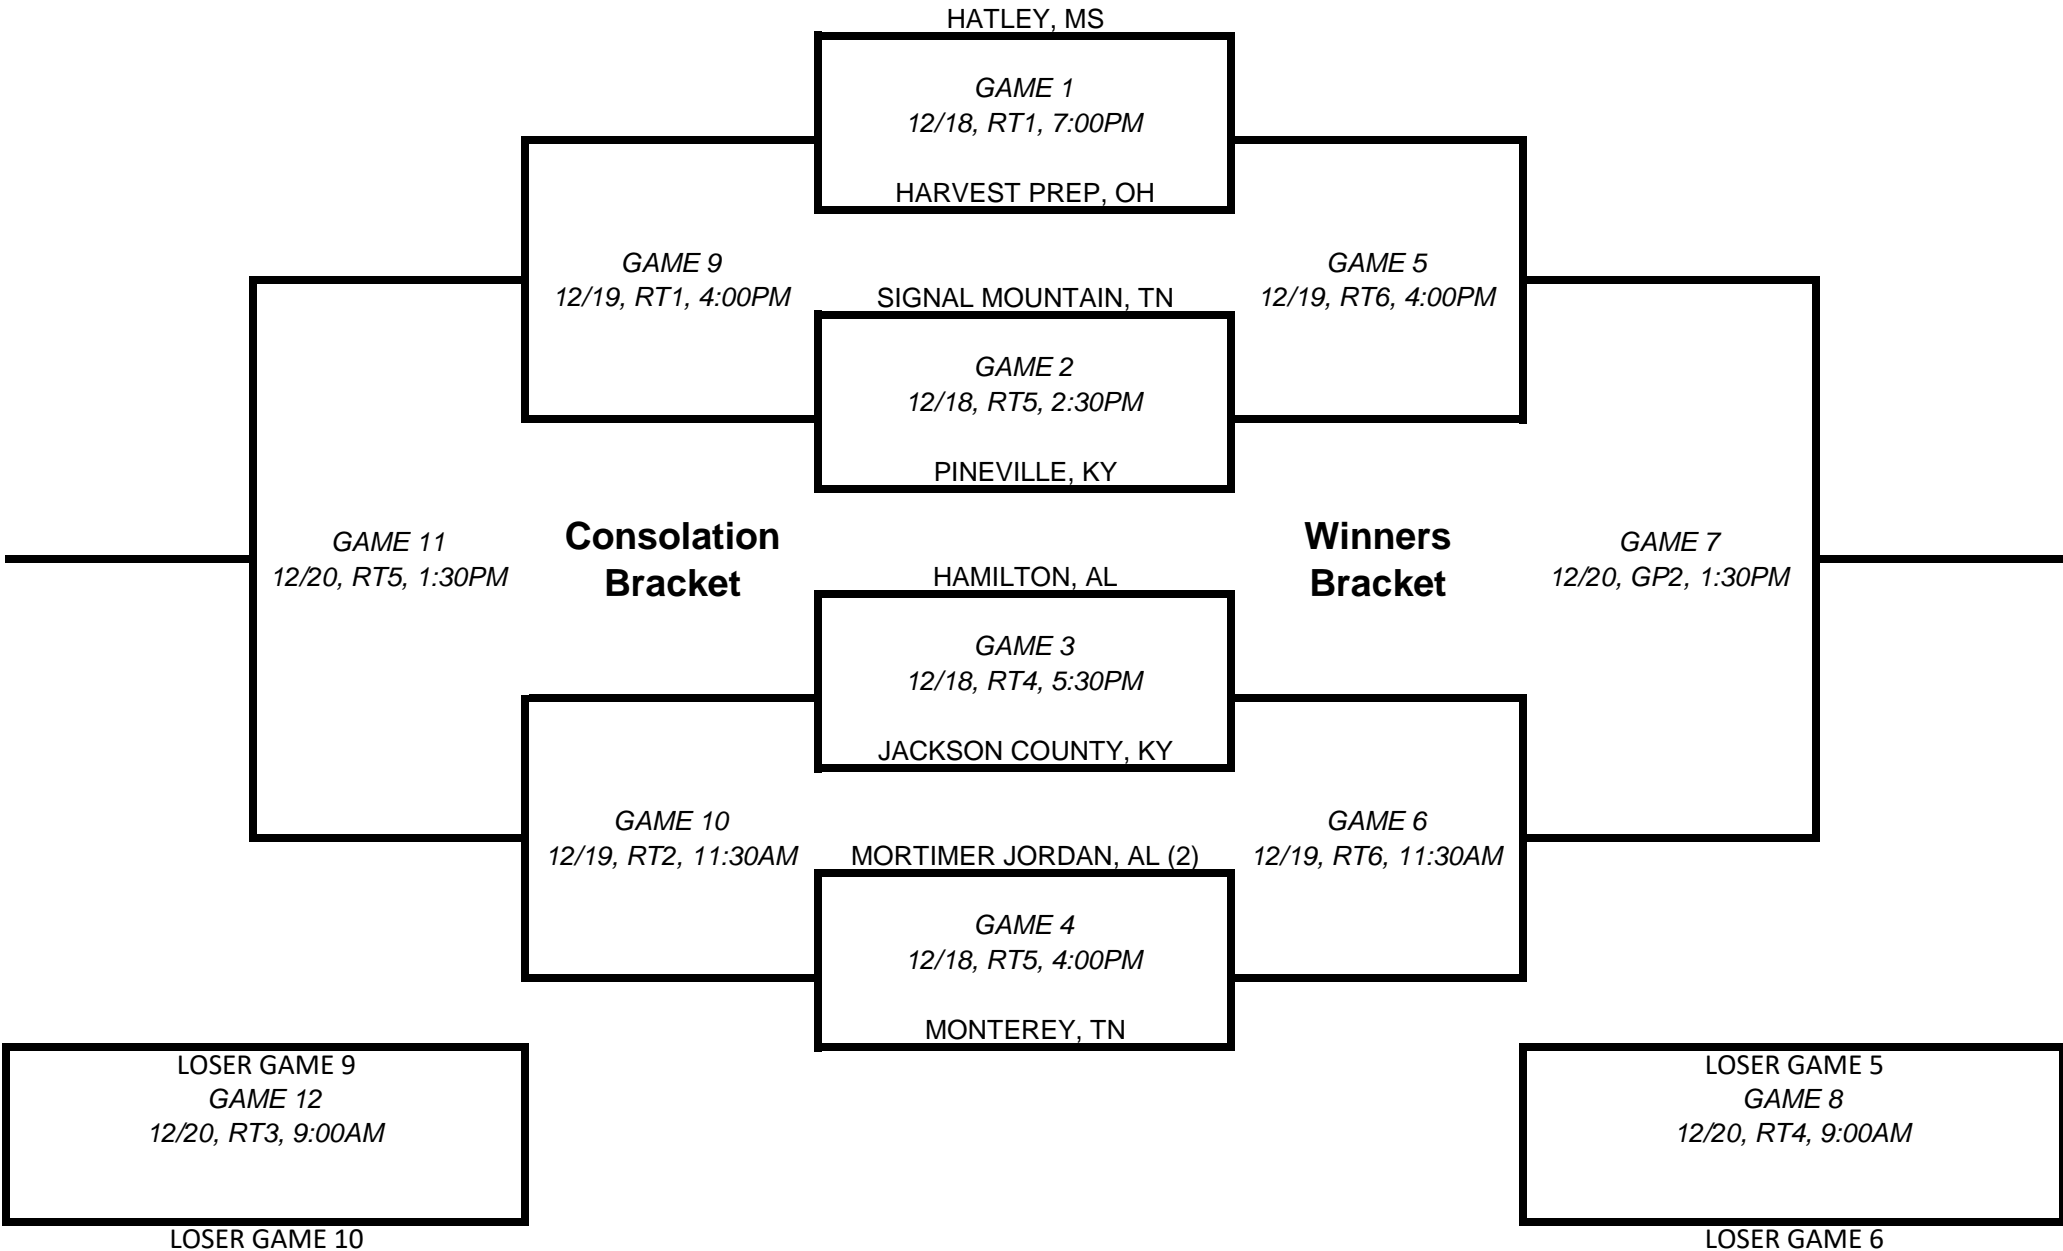 HATLEY, MS
GAME 1
12/18, RT1, 7:00PM
HARVEST PREP, OH
GAME 9
12/19, RT1, 4:00PM
GAME 5
12/19, RT6, 4:00PM
SIGNAL MOUNTAIN, TN
GAME 2
12/18, RT5, 2:30PM
PINEVILLE, KY
GAME 11
12/20, RT5, 1:30PM
Consolation
Bracket
Winners
Bracket
GAME 7
12/20, GP2, 1:30PM
HAMILTON, AL
GAME 3
12/18, RT4, 5:30PM
JACKSON COUNTY, KY
GAME 10
12/19, RT2, 11:30AM
GAME 6
12/19, RT6, 11:30AM
MORTIMER JORDAN, AL (2)
GAME 4
12/18, RT5, 4:00PM
MONTEREY, TN
LOSER GAME 9
GAME 12
12/20, RT3, 9:00AM
LOSER GAME 10
LOSER GAME 5
GAME 8
12/20, RT4, 9:00AM
LOSER GAME 6